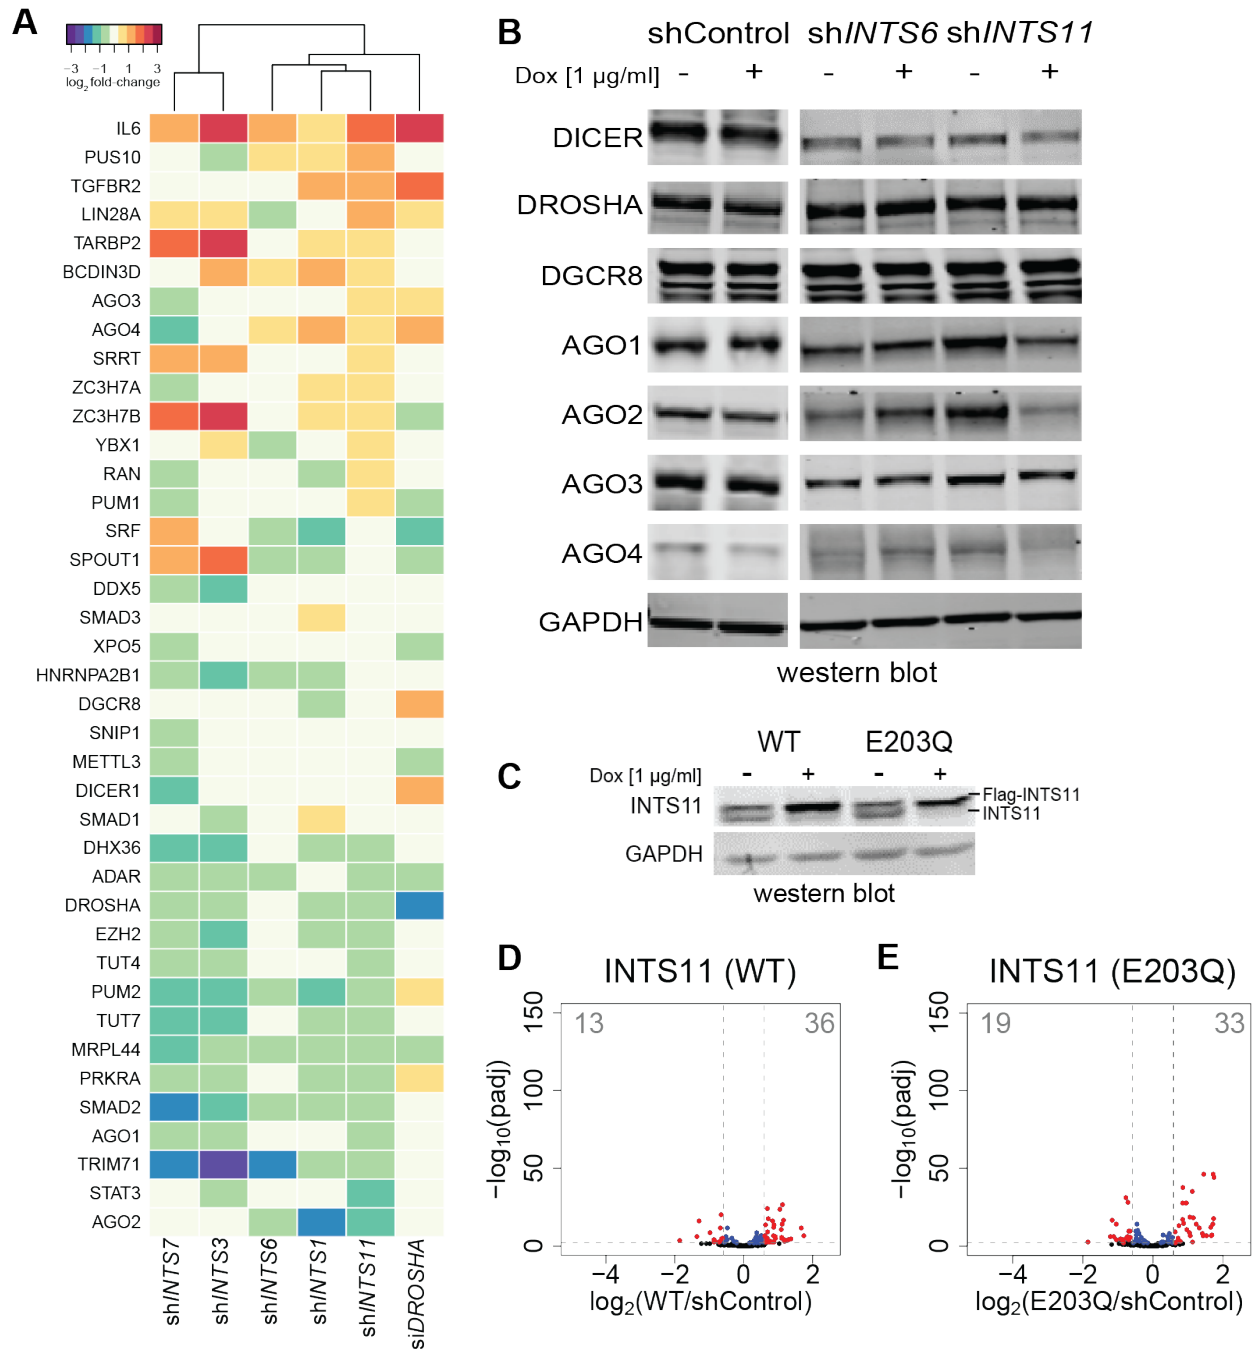 A
−3 −1 1 3
log2 fold-change
IL6
PUS10
TGFBR2
LIN28A
TARBP2
BCDIN3D
AGO3
AGO4
SRRT
ZC3H7A
ZC3H7B
YBX1
RAN
PUM1
SRF
SPOUT1
DDX5
SMAD3
XPO5
HNRNPA2B1
DGCR8
SNIP1
METTL3
DICER1
SMAD1
DHX36
ADAR
DROSHA
EZH2
TUT4
PUM2
TUT7
MRPL44
PRKRA
SMAD2
AGO1
TRIM71
STAT3
AGO2
shINTS7
shINTS3
shINTS6
shINTS1
shINTS11
siDROSHA
B
shControl shINTS6 shINTS11
Dox [1 µg/ml] - + - + - +
DICER
DROSHA
DGCR8
AGO1
AGO2
AGO3
AGO4
GAPDH
western blot
C
WT E203Q
Dox [1 µg/ml] - + - +
INTS11
Flag-INTS11
INTS11
GAPDH
western blot
D
INTS11 (WT)
13 36
−log10(padj)
150
100
50
0
−4 −2 0 2
log2(WT/shControl)
E
INTS11 (E203Q)
19 33
−log10(padj)
150
100
50
0
−4 −2 0 2
log2(E203Q/shControl)